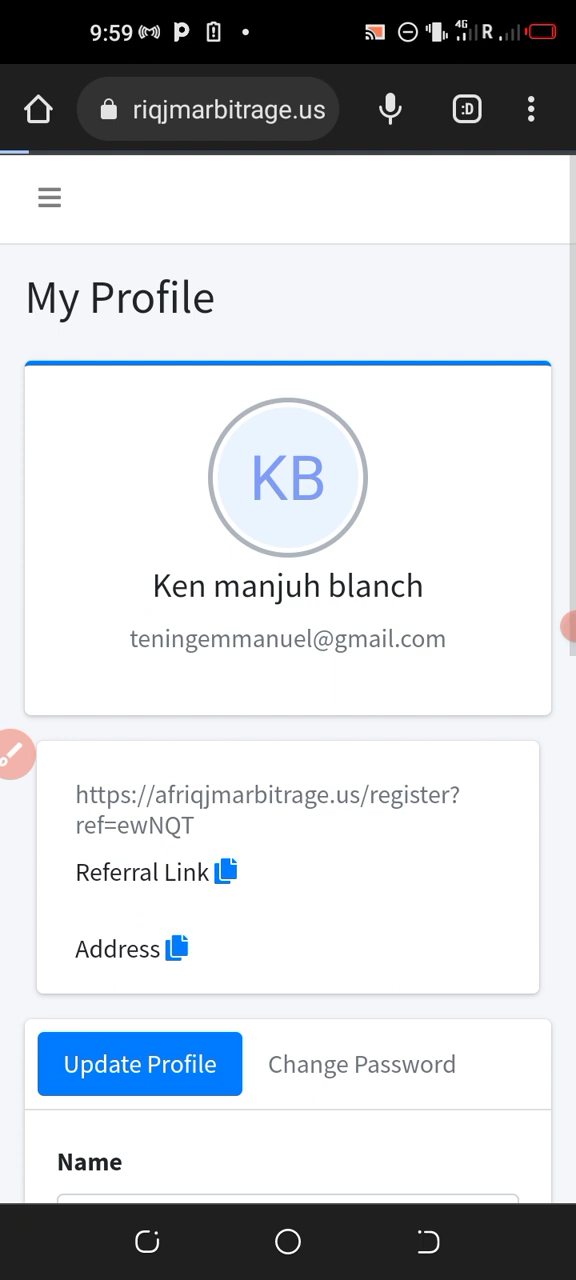 9:59
4G
R
riqjmarbitrage.us
:D
My Profile
KB
Ken manjuh blanch
teningemmanuel@gmail.com
https://afriqjmarbitrage.us/register?
ref=ewNQT
Referral Link
Address
Update Profile
Change Password
Name